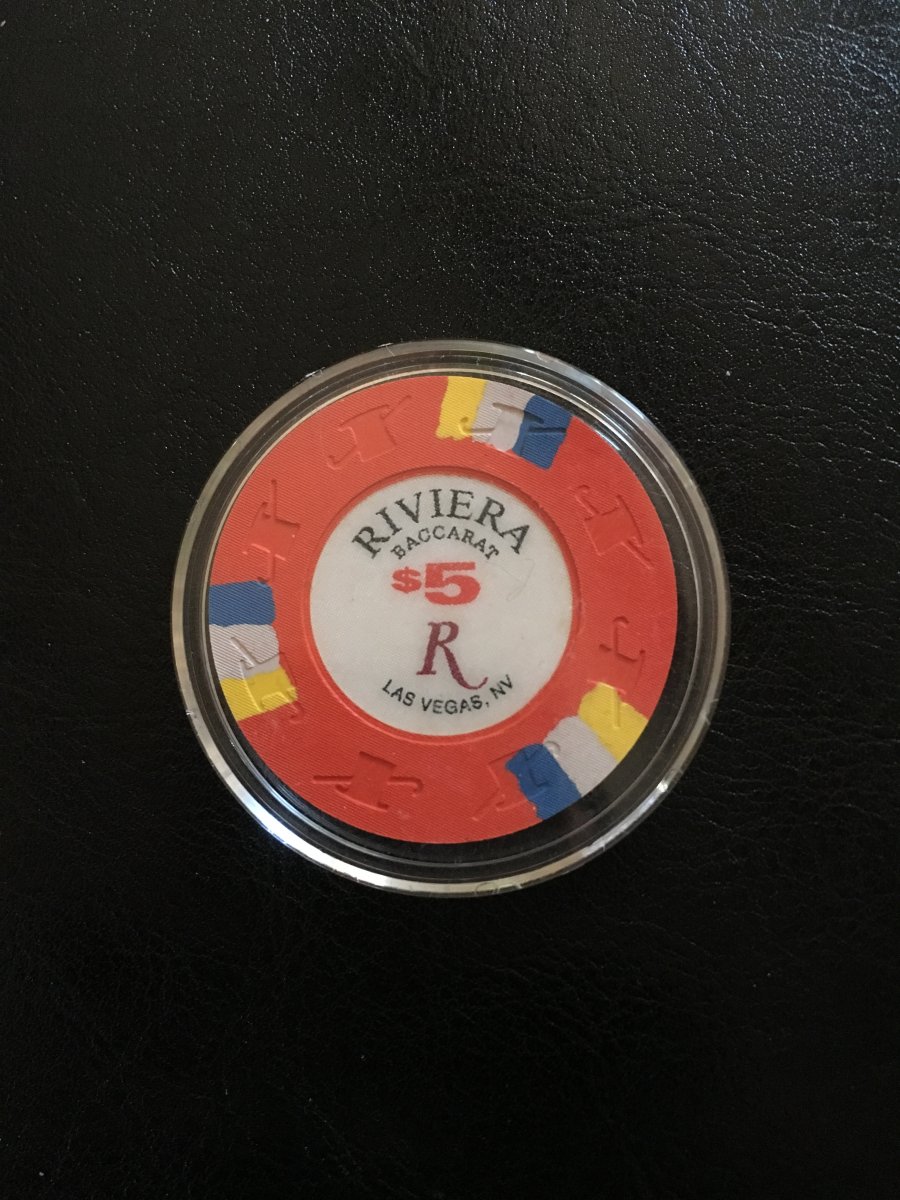 RIVIERA
BACCARAT
$5
R
LAS VEGAS, NV